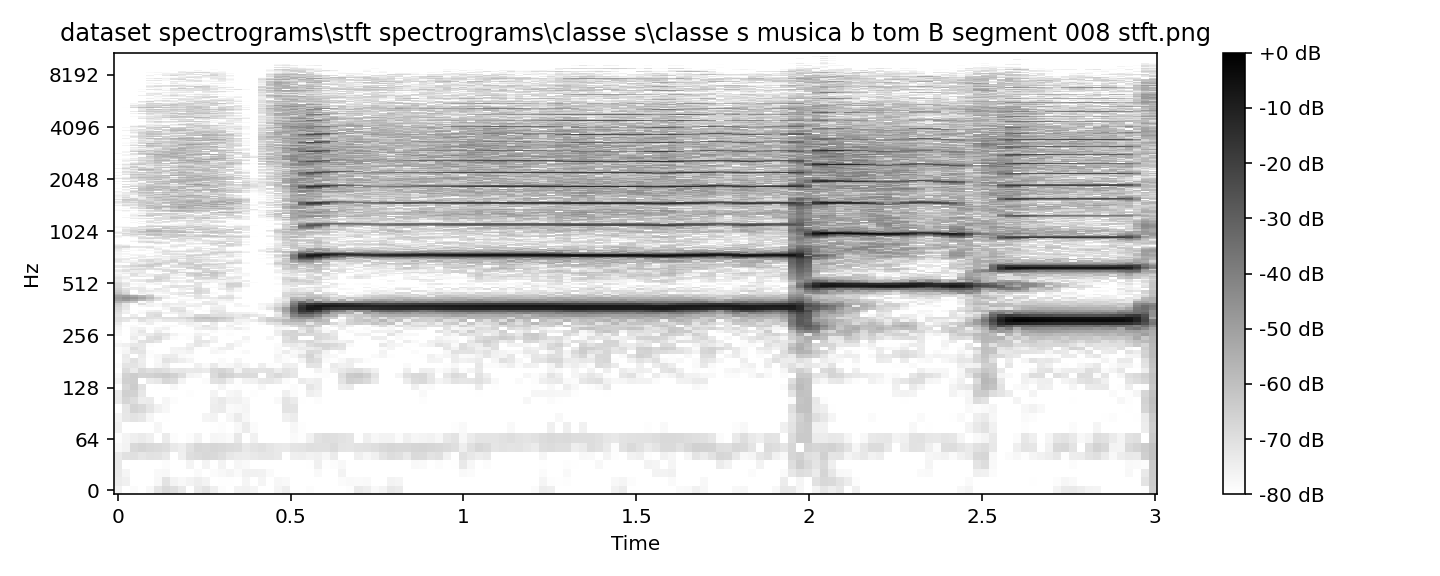 dataset spectrograms\stft spectrograms\classe s\classe s musica b tom B segment 008 stft.png
8192
4096
2048
1024
512
256
128
64
0
Hz
0
0.5
1
1.5
2
2.5
3
Time
+0 dB
-10 dB
-20 dB
-30 dB
-40 dB
-50 dB
-60 dB
-70 dB
-80 dB